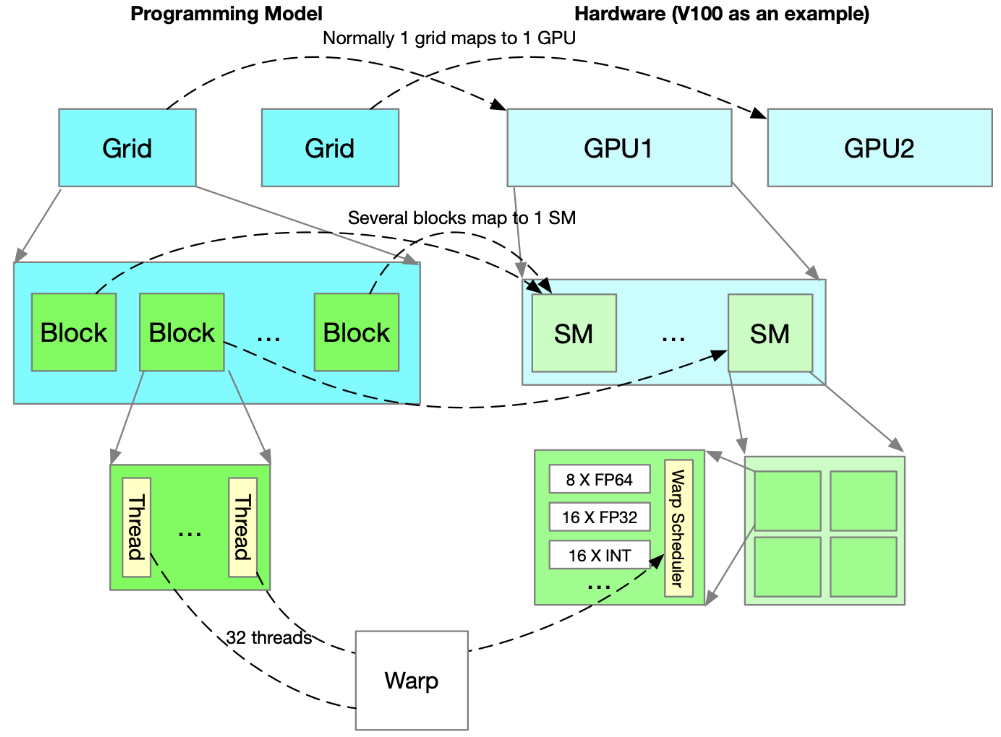 Programming Model
Hardware (V100 as an example)
Normally 1 grid maps to 1 GPU
Grid
Grid
GPU1
GPU2
Several blocks map to 1 SM
Block
Block
...
Block
SM
...
SM
Thread
...
Thread
8 X FP64
16 X FP32
16 X INT
...
Warp Scheduler
32 threads
Warp